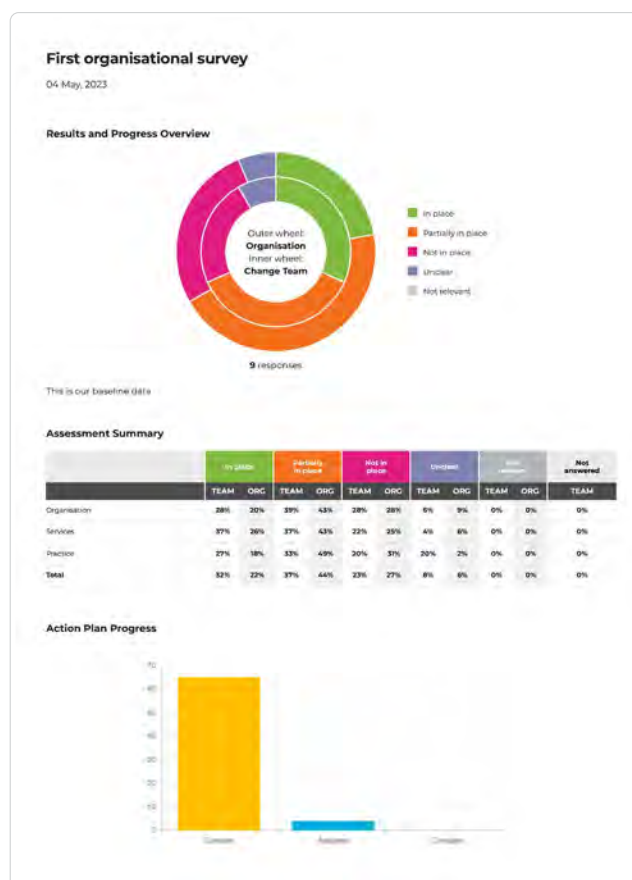 First organisational survey
04 May, 2023
Results and Progress Overview
Outer wheel:
Organisation
Inner wheel:
Change Team
In place
Partially in place
Not in place
Unclear
Not relevant
9 responses
This is our baseline data
Assessment Summary
In place Partially in place Not in place Unclear Not relevant Not answered
TEAM ORG TEAM ORG TEAM ORG TEAM ORG TEAM ORG TEAM
Organisation 28% 20% 39% 43% 28% 28% 6% 9% 0% 0% 0%
Services 37% 26% 37% 43% 22% 25% 4% 6% 0% 0% 0%
Practice 27% 18% 33% 49% 20% 31% 20% 2% 0% 0% 0%
Total 32% 22% 37% 44% 23% 27% 8% 6% 0% 0% 0%
Action Plan Progress
70
60
50
40
30
20
10
0